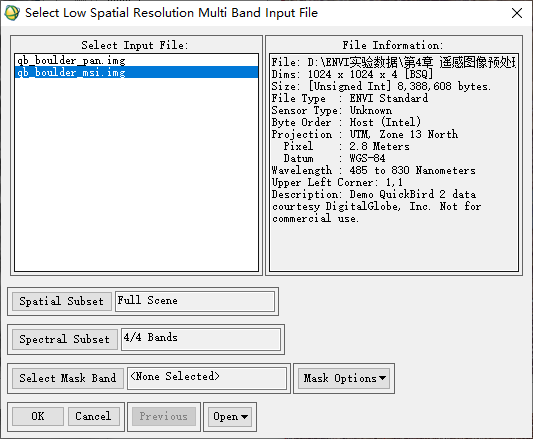 Select Low Spatial Resolution Multi Band Input File
Select Input File:
qb_boulder_pan.img
qb_boulder_msi.img
File Information:
File: D:\ENVI实验数据\第4章 遥感图像预处
Dims: 1024 x 1024 x 4 [BSQ]
Size: [Unsigned Int] 8,388,608 bytes.
File Type  : ENVI Standard
Sensor Type: Unknown
Byte Order : Host (Intel)
Projection : UTM, Zone 13 North
  Pixel    : 2.8 Meters
  Datum    : WGS-84
Wavelength : 485 to 830 Nanometers
Upper Left Corner: 1,1
Description: Demo QuickBird 2 data
courtesy DigitalGlobe, Inc. Not for
commercial use.
Spatial Subset Full Scene
Spectral Subset 4/4 Bands
Select Mask Band <None Selected> Mask Options
OK Cancel Previous Open